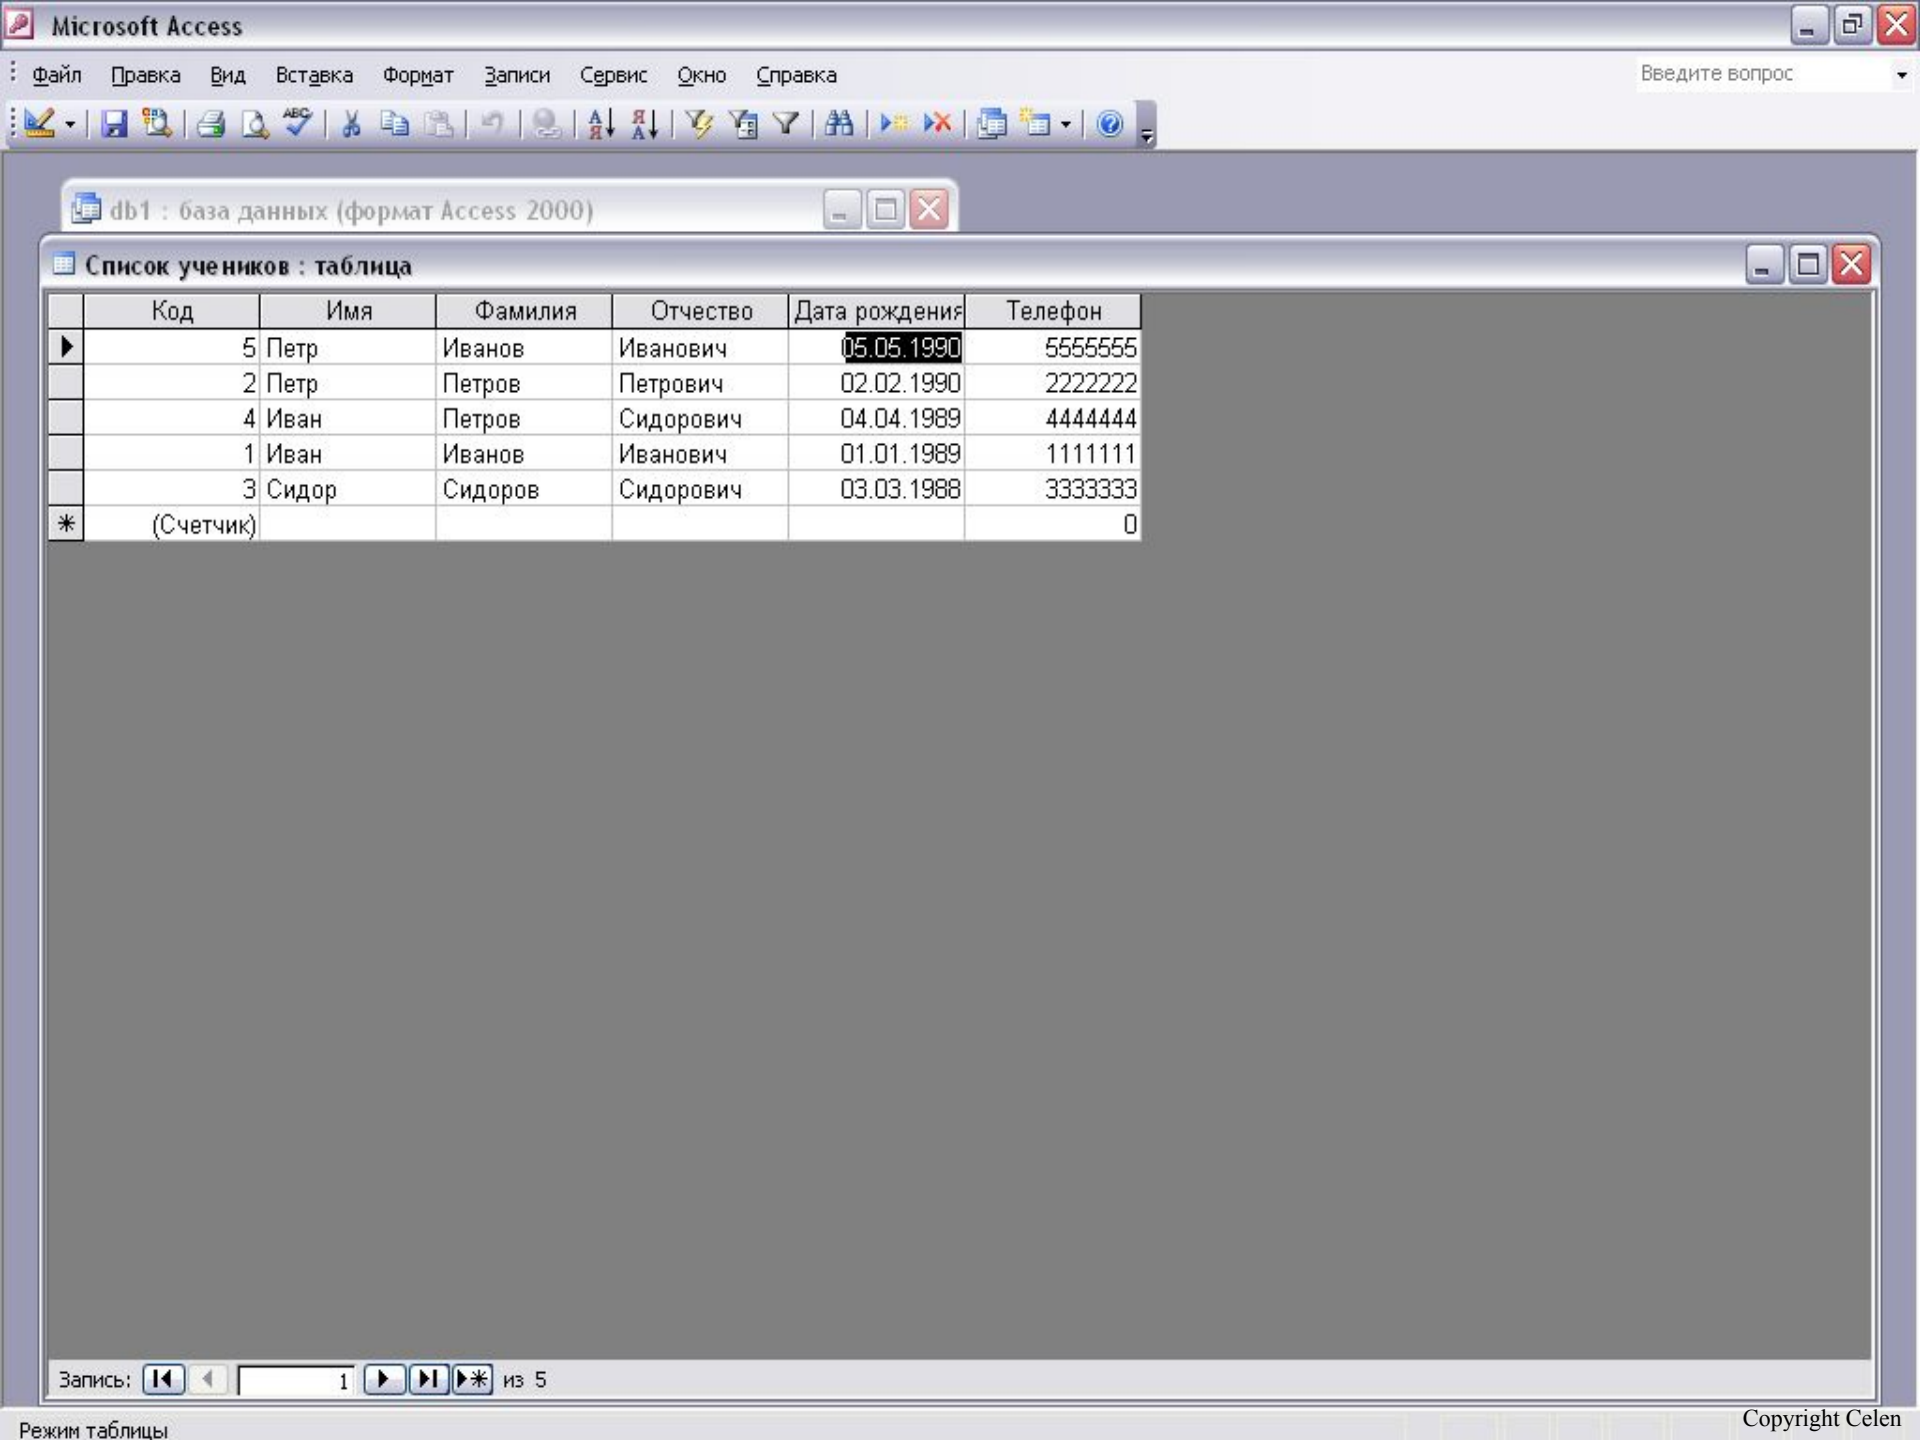 Microsoft Access
Файл Правка Вид Вставка Формат Записи Сервис Окно Справка Введите вопрос
db1 : база данных (формат Access 2000)
Список учеников : таблица
Код Имя Фамилия Отчество Дата рождения Телефон
5 Петр Иванов Иванович 05.05.1990 5555555
2 Петр Петров Петрович 02.02.1990 2222222
4 Иван Петров Сидорович 04.04.1989 4444444
1 Иван Иванов Иванович 01.01.1989 1111111
3 Сидор Сидоров Сидорович 03.03.1988 3333333
(Счетчик) 0
Запись: 1 из 5
Режим таблицы
Copyright Celen